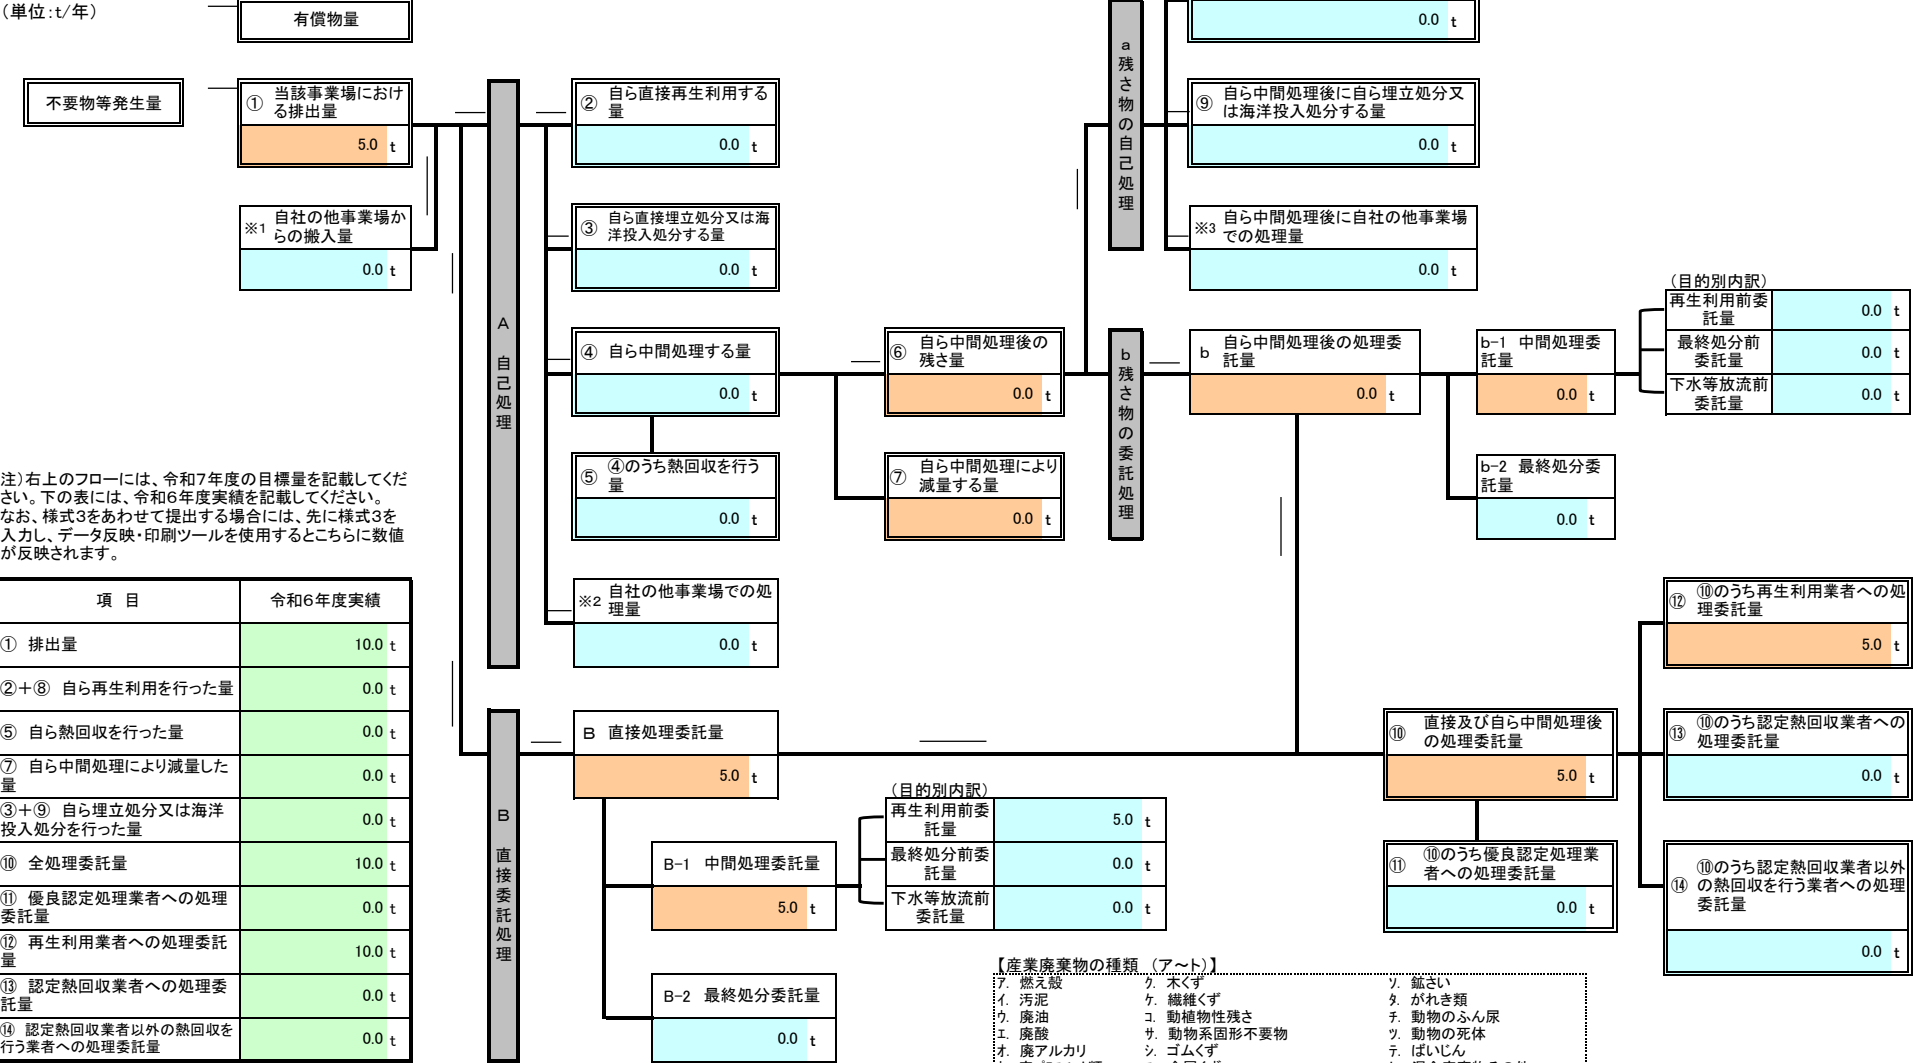 （単位:t/年）
有償物量
不要物等発生量
① 当該事業場におけ
る排出量
5.0 t
※1 自社の他事業場か
らの搬入量
0.0 t
A
自己処理
② 自ら直接再生利用する
量
0.0 t
③ 自ら直接埋立処分又は海
洋投入処分する量
0.0 t
④ 自ら中間処理する量
0.0 t
⑤ ④のうち熱回収を行う
量
0.0 t
※2 自社の他事業場での処
理量
0.0 t
⑥ 自ら中間処理後の
残さ量
0.0 t
⑦ 自ら中間処理により
減量する量
0.0 t
a
残さ物の自己処理
0.0 t
⑨ 自ら中間処理後に自ら埋立処分又
は海洋投入処分する量
0.0 t
※3 自ら中間処理後に自社の他事業場
での処理量
0.0 t
b
残さ物の委託処理
b 自ら中間処理後の処理委
託量
0.0 t
b-1 中間処理委
託量
0.0 t
b-2 最終処分委
託量
0.0 t
（目的別内訳）
再生利用前委
託量
0.0 t
最終処分前
委託量
0.0 t
下水等放流前
委託量
0.0 t
注）右上のフローには、令和7年度の目標量を記載してくだ
さい。下の表には、令和6年度実績を記載してください。
なお、様式3をあわせて提出する場合には、先に様式3を
入力し、データ反映・印刷ツールを使用するとこちらに数値
が反映されます。
項 目 令和6年度実績
① 排出量 10.0 t
②+⑧ 自ら再生利用を行った量 0.0 t
⑤ 自ら熱回収を行った量 0.0 t
⑦ 自ら中間処理により減量した
量 0.0 t
③+⑨ 自ら埋立処分又は海洋
投入処分を行った量 0.0 t
⑩ 全処理委託量 10.0 t
⑪ 優良認定処理業者への処理
委託量 0.0 t
⑫ 再生利用業者への処理委託
量 10.0 t
⑬ 認定熱回収業者への処理委
託量 0.0 t
⑭ 認定熱回収業者以外の熱回収を
行う業者への処理委託量 0.0 t
B
直接委託処理
B 直接処理委託量
5.0 t
B-1 中間処理委託量
5.0 t
B-2 最終処分委託量
0.0 t
（目的別内訳）
再生利用前委
託量
5.0 t
最終処分前委
託量
0.0 t
下水等放流前
委託量
0.0 t
⑩ 直接及び自ら中間処理後
の処理委託量
5.0 t
⑪ ⑩のうち優良認定処理業
者への処理委託量
0.0 t
⑫ ⑩のうち再生利用業者への処
理委託量
5.0 t
⑬ ⑩のうち認定熱回収業者への
処理委託量
0.0 t
⑭ ⑩のうち認定熱回収業者以外
の熱回収を行う業者への処理
委託量
0.0 t
【産業廃棄物の種類 （ア～ト）】
ア. 燃え殻 ク. 木くず ソ. 鉱さい
イ. 汚泥 ケ. 繊維くず タ. がれき類
ウ. 廃油 コ. 動植物性残さ チ. 動物のふん尿
エ. 廃酸 サ. 動物系固形不要物 ツ. 動物の死体
オ. 廃アルカリ シ. ゴムくず テ. ばいじん